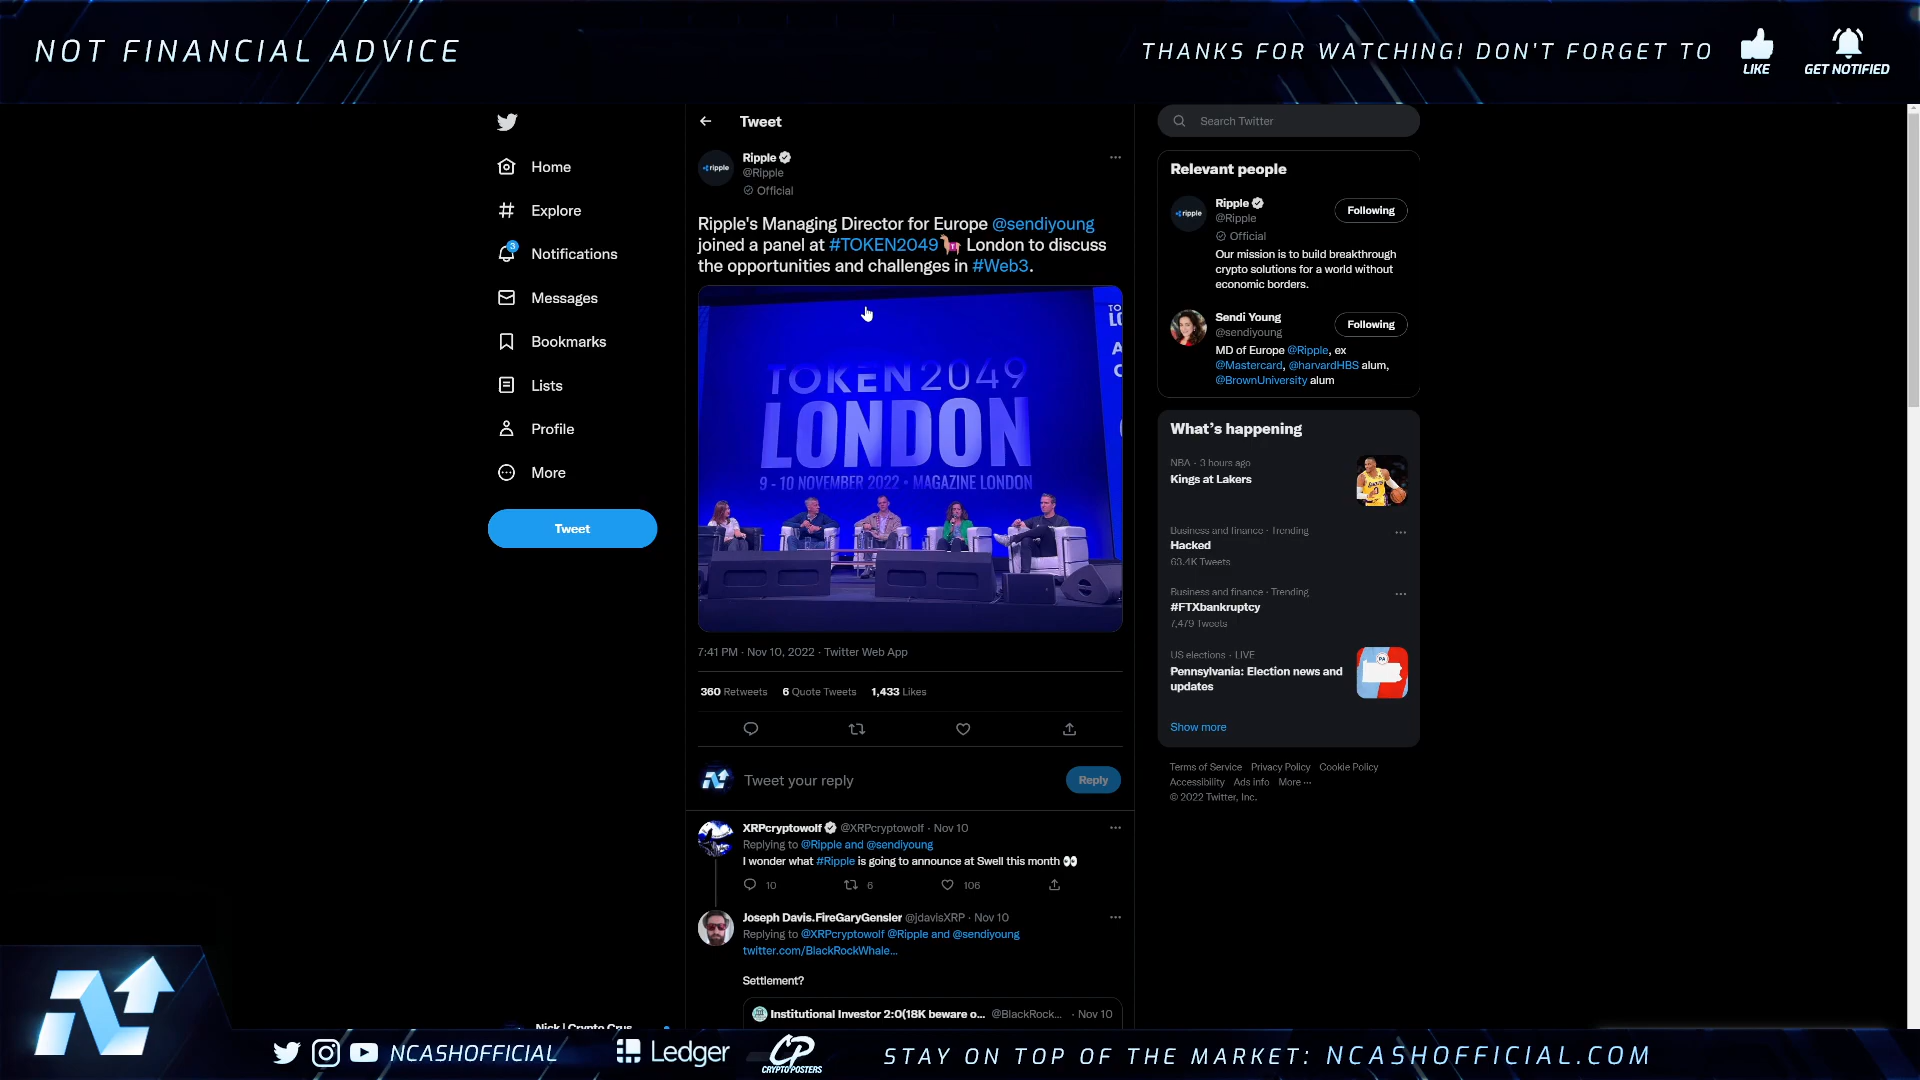 NOT FINANCIAL ADVICE
THANKS FOR WATCHING! DON'T FORGET TO
LIKE
GET NOTIFIED
Home
Explore
3
Notifications
Messages
Bookmarks
Lists
Profile
More
Tweet
Tweet
ripple
Ripple
@Ripple
Official
Ripple's Managing Director for Europe @sendiyoung
joined a panel at #TOKEN2049 London to discuss
the opportunities and challenges in #Web3.
TOKEN2049
LONDON
9 - 10 NOVEMBER 2022 • MAGAZINE LONDON
7:41 PM · Nov 10, 2022 · Twitter Web App
360 Retweets 6 Quote Tweets 1,433 Likes
Tweet your reply
Reply
XRPcryptowolf @XRPcryptowolf · Nov 10
Replying to @Ripple and @sendiyoung
I wonder what #Ripple is going to announce at Swell this month 👀
10 6 106
Joseph Davis.FireGaryGensler @jdavisXRP · Nov 10
Replying to @XRPcryptowolf @Ripple and @sendiyoung
twitter.com/BlackRockWhale...
Settlement?
Institutional Investor 2:0(18K beware o... @BlackRock... · Nov 10
Search Twitter
Relevant people
ripple
Ripple
@Ripple
Following
Official
Our mission is to build breakthrough
crypto solutions for a world without
economic borders.
Sendi Young
@sendiyoung
Following
MD of Europe @Ripple, ex
@Mastercard, @harvardHBS alum,
@BrownUniversity alum
What's happening
NBA · 3 hours ago
Kings at Lakers
Business and finance · Trending
Hacked
63.4K Tweets
Business and finance · Trending
#FTXbankruptcy
7,479 Tweets
US elections · LIVE
Pennsylvania: Election news and
updates
PA
Show more
Terms of Service Privacy Policy Cookie Policy
Accessibility Ads info More ...
© 2022 Twitter, Inc.
Nick | Crypto Crus
NCASHOFFICIAL
Ledger
CP
CRYPTOPOSTERS
STAY ON TOP OF THE MARKET: NCASHOFFICIAL.COM